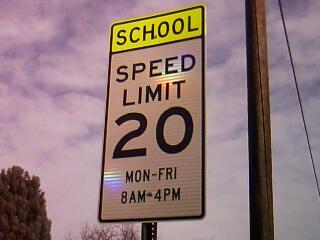 SCHOOL
SPEED
LIMIT
20
MON-FRI
8AM-4PM